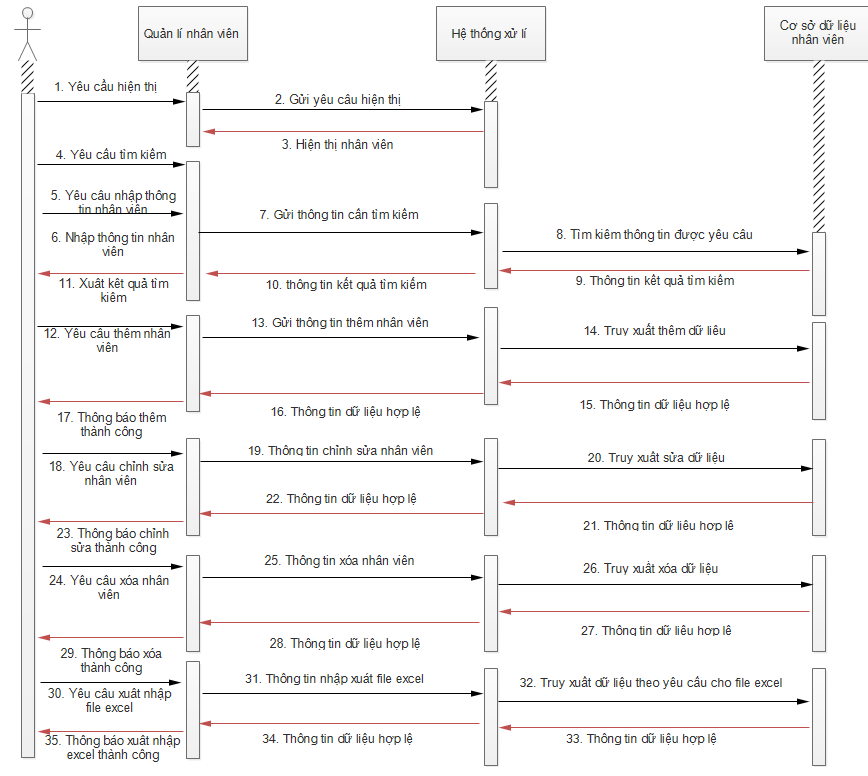 Quản lí nhân viên
Hệ thống xử lí
Cơ sở dữ liệu
nhân viên
1. Yêu cầu hiện thị
2. Gửi yêu cầu hiện thị
3. Hiện thị nhân viên
4. Yêu cầu tìm kiếm
5. Yêu cầu nhập thông
tin nhân viên
6. Nhập thông tin nhân
viên
7. Gửi thông tin cần tìm kiếm
8. Tìm kiếm thông tin được yêu cầu
9. Thông tin kết quả tìm kiếm
10. thông tin kết quả tìm kiếm
11. Xuất kết quả tìm
kiếm
12. Yêu cầu thêm nhân
viên
13. Gửi thông tin thêm nhân viên
14. Truy xuất thêm dữ liệu
15. Thông tin dữ liệu hợp lệ
16. Thông tin dữ liệu hợp lệ
17. Thông báo thêm
thành công
18. Yêu cầu chỉnh sửa
nhân viên
19. Thông tin chỉnh sửa nhân viên
20. Truy xuất sửa dữ liệu
21. Thông tin dữ liệu hợp lệ
22. Thông tin dữ liệu hợp lệ
23. Thông báo chỉnh
sửa thành công
24. Yêu cầu xóa nhân
viên
25. Thông tin xóa nhân viên
26. Truy xuất xóa dữ liệu
27. Thông tin dữ liệu hợp lệ
28. Thông tin dữ liệu hợp lệ
29. Thông báo xóa
thành công
30. Yêu cầu xuất nhập
file excel
31. Thông tin nhập xuất file excel
32. Truy xuất dữ liệu theo yêu cầu cho file excel
33. Thông tin dữ liệu hợp lệ
34. Thông tin dữ liệu hợp lệ
35. Thông báo xuất nhập
excel thành công